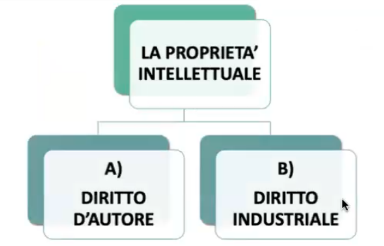 LA PROPRIETA'
INTELLETTUALE
A)
DIRITTO
D'AUTORE
B)
DIRITTO
INDUSTRIALE